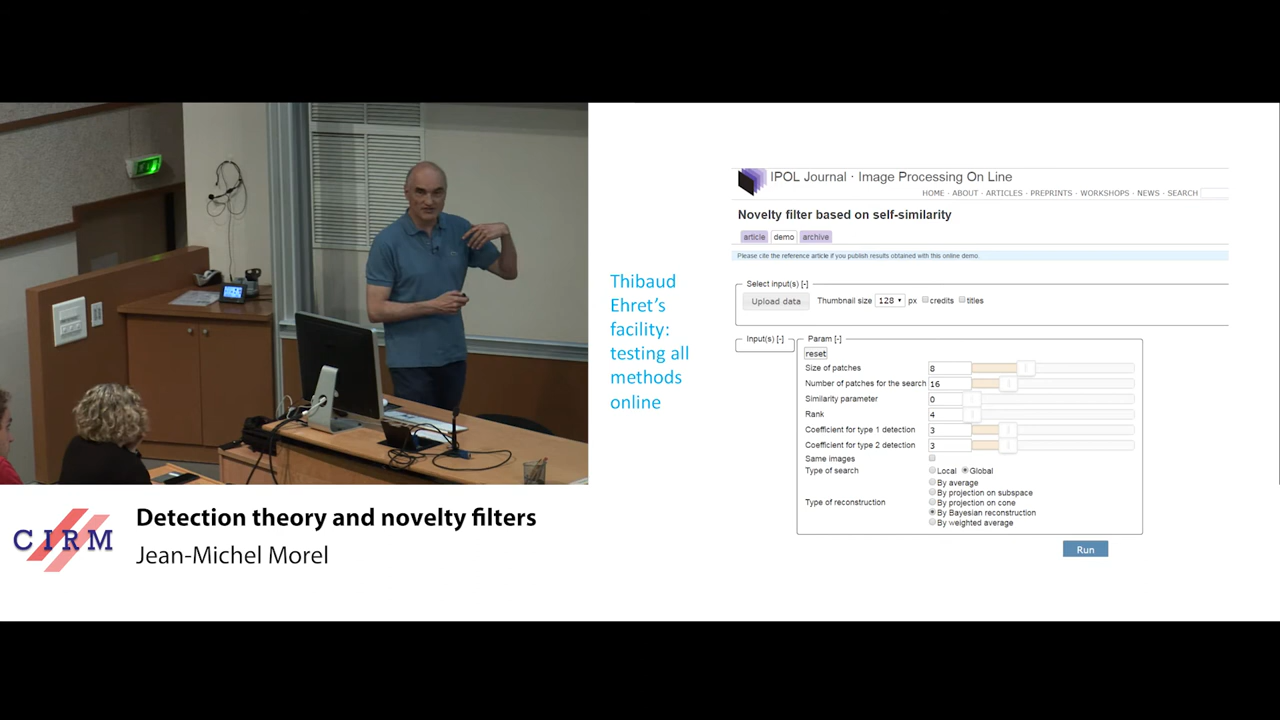 IPOL Journal · Image Processing On Line
HOME · ABOUT · ARTICLES · PREPRINTS · WORKSHOPS · NEWS · SEARCH
Novelty filter based on self-similarity
article demo archive
Please cite the reference article if you publish results obtained with this online demo.
Thibaud
Ehret's
facility:
testing all
methods
online
Select input(s) [-]
Upload data Thumbnail size 128 px credits titles
Input(s) [-]
Param [-]
reset
Size of patches 8
Number of patches for the search 16
Similarity parameter 0
Rank 4
Coefficient for type 1 detection 3
Coefficient for type 2 detection 3
Same images
Type of search Local Global
Type of reconstruction
By average
By projection on subspace
By projection on cone
By Bayesian reconstruction
By weighted average
Run
CIRM
Detection theory and novelty filters
Jean-Michel Morel